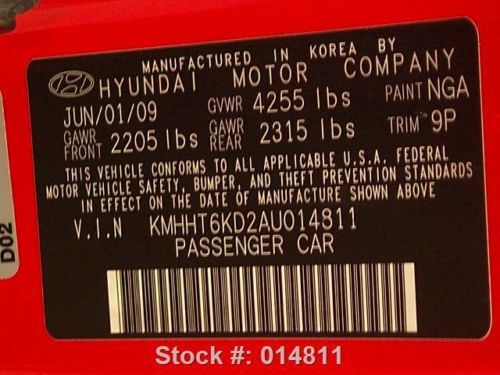 MANUFACTURED IN KOREA BY
HYUNDAI MOTOR COMPANY
JUN/01/09 GVWR 4255 lbs PAINT NGA
GAWR FRONT 2205 lbs GAWR REAR 2315 lbs TRIM 9P
THIS VEHICLE CONFORMS TO ALL APPLICABLE U.S.A. FEDERAL
MOTOR VEHICLE SAFETY, BUMPER, AND THEFT PREVENTION STANDARDS
IN EFFECT ON THE DATE OF MANUFACTURE SHOWN ABOVE
V.I.N KMHHT6KD2AU014811
PASSENGER CAR
D02
Stock #: 014811